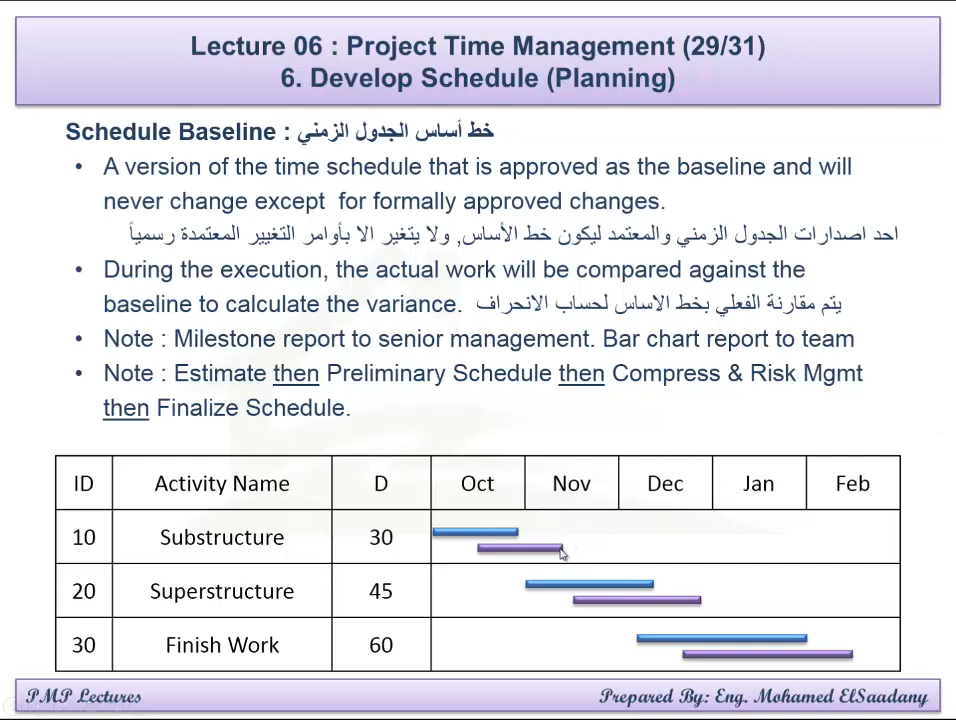 Lecture 06 : Project Time Management (29/31)
6. Develop Schedule (Planning)
Schedule Baseline : خط أساس الجدول الزمني
• A version of the time schedule that is approved as the baseline and will
never change except for formally approved changes.
احد اصدارات الجدول الزمني والمعتمد ليكون خط الأساس, ولا يتغير الا بأوامر التغيير المعتمدة رسمياً
• During the execution, the actual work will be compared against the
baseline to calculate the variance. يتم مقارنة الفعلي بخط الاساس لحساب الانحراف
• Note : Milestone report to senior management. Bar chart report to team
• Note : Estimate then Preliminary Schedule then Compress & Risk Mgmt
then Finalize Schedule.
ID Activity Name D Oct Nov Dec Jan Feb
10 Substructure 30
20 Superstructure 45
30 Finish Work 60
PMP Lectures Prepared By: Eng. Mohamed ElSaadany